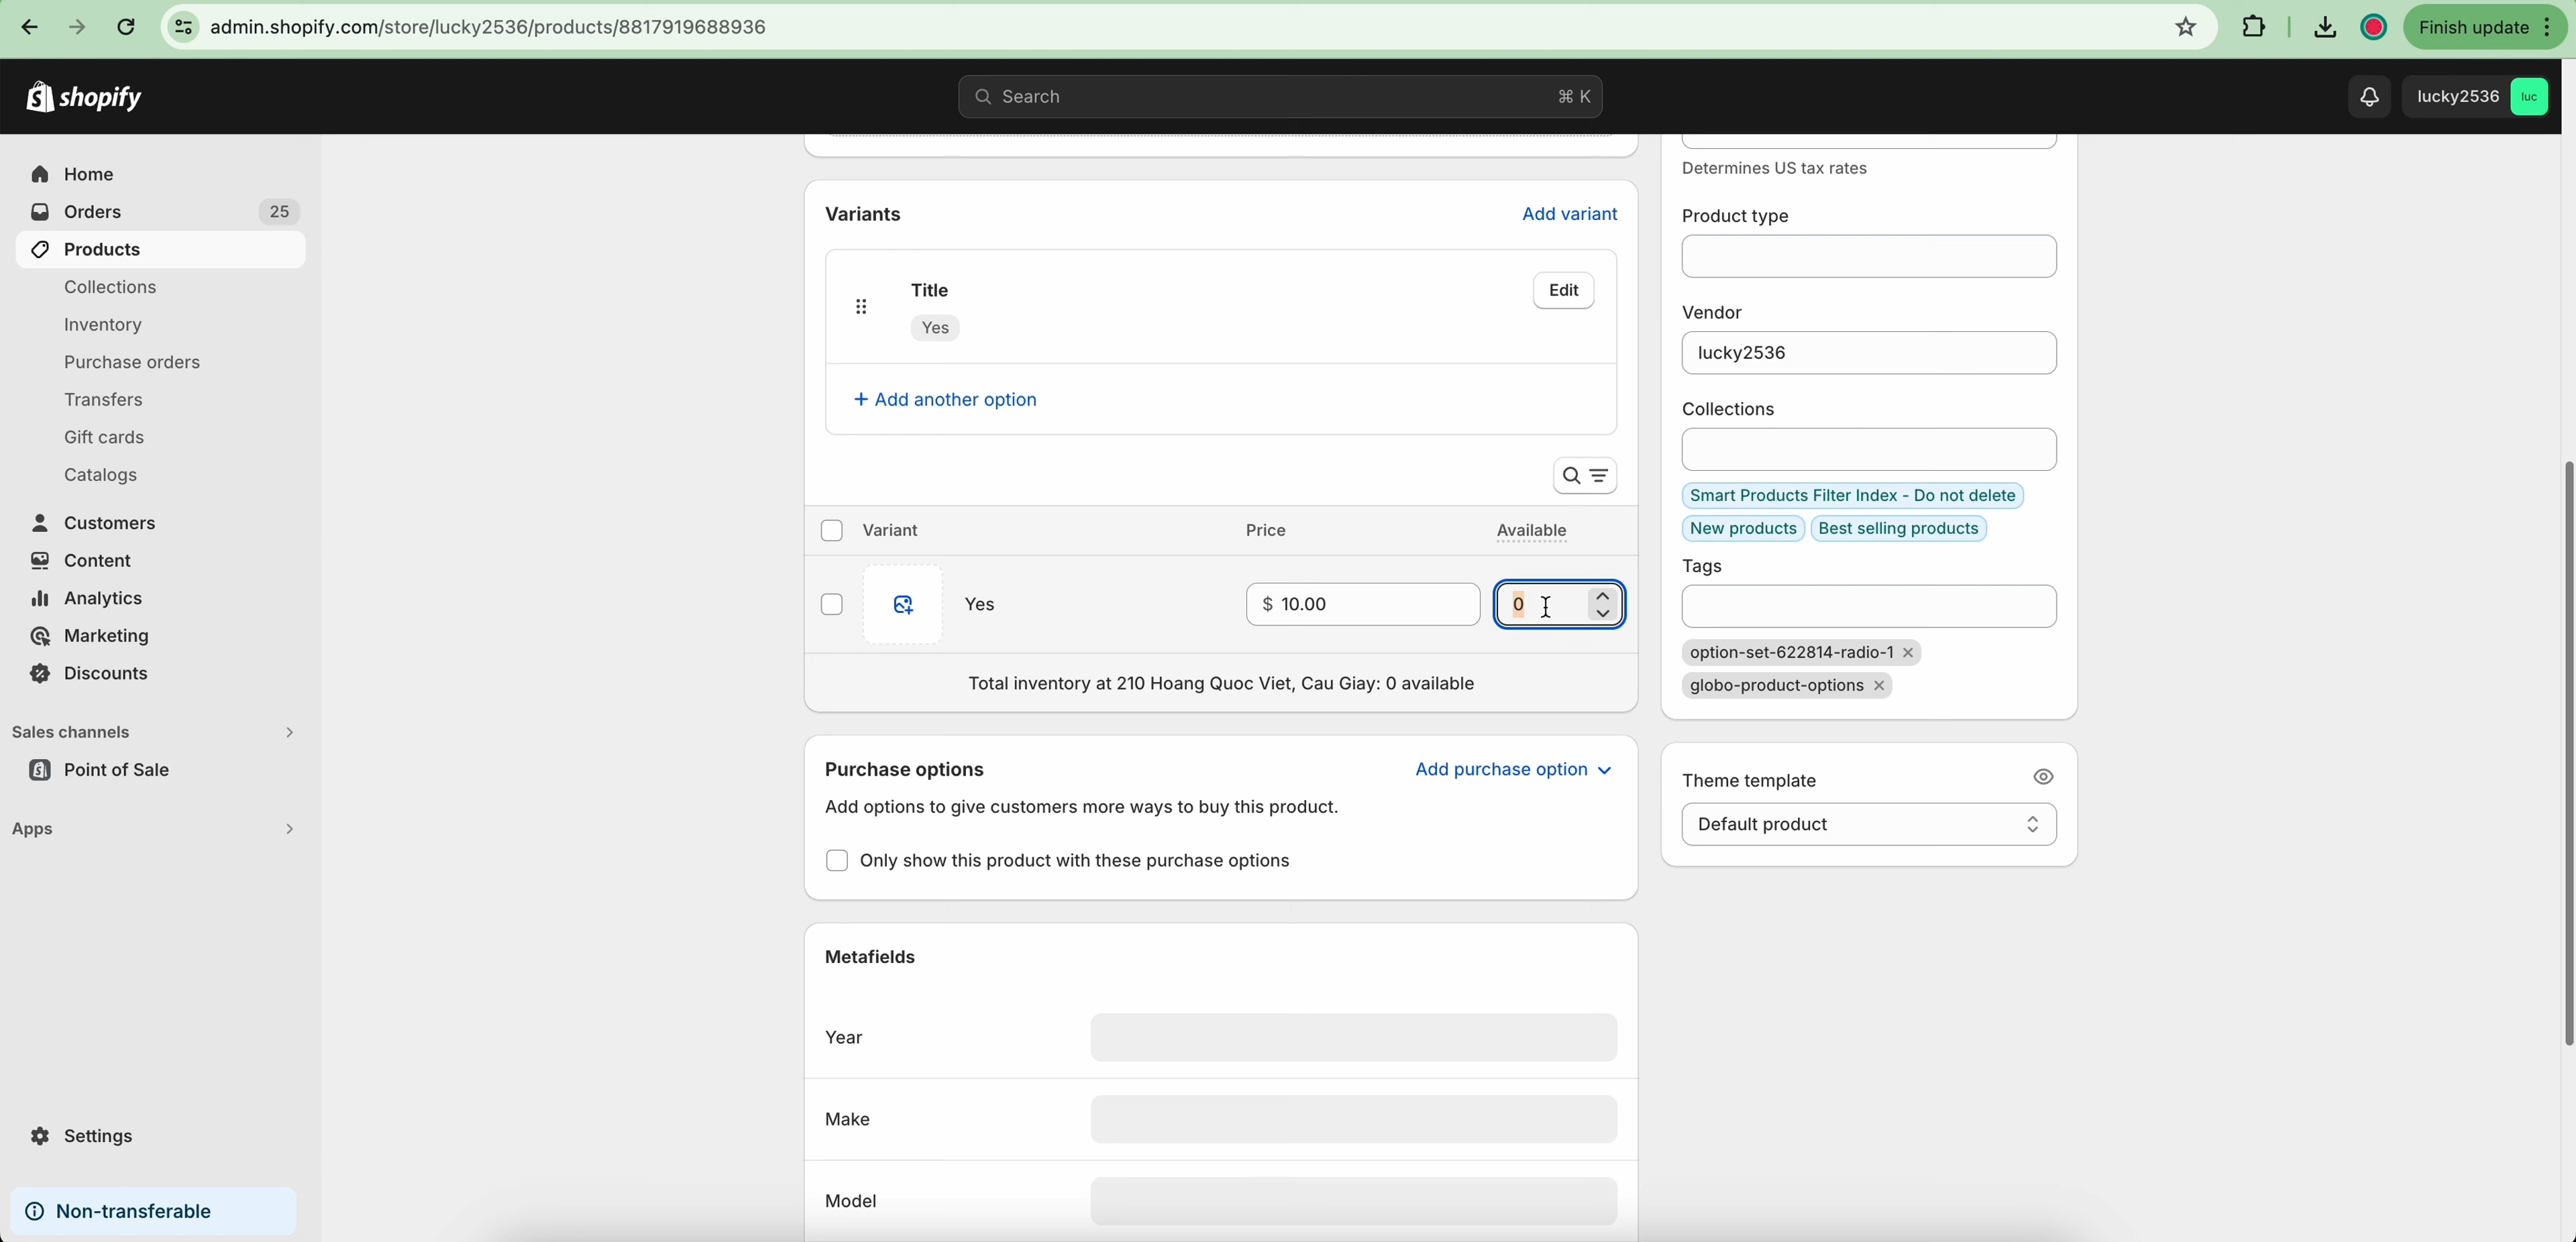 admin.shopify.com/store/lucky2536/products/8817919688936
Finish update
shopify
Search
⌘ K
lucky2536
luc
Home
Orders
25
Products
Collections
Inventory
Purchase orders
Transfers
Gift cards
Catalogs
Customers
Content
Analytics
Marketing
Discounts
Sales channels
Point of Sale
Apps
Settings
Non-transferable
Variants
Add variant
Title
Edit
Yes
+ Add another option
Variant
Price
Available
Yes
$ 10.00
0
Total inventory at 210 Hoang Quoc Viet, Cau Giay: 0 available
Purchase options
Add purchase option
Add options to give customers more ways to buy this product.
Only show this product with these purchase options
Metafields
Year
Make
Model
Determines US tax rates
Product type
Vendor
lucky2536
Collections
Smart Products Filter Index - Do not delete
New products
Best selling products
Tags
option-set-622814-radio-1
globo-product-options
Theme template
Default product